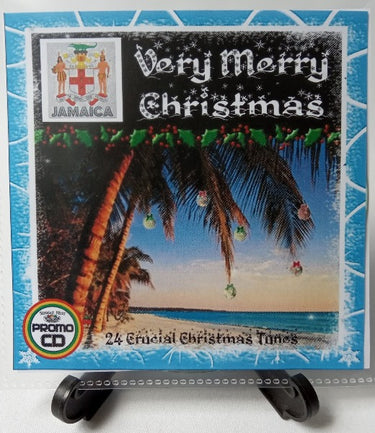 Very Merry
Christmas
JAMAICA
PROMO
CD
24 Crucial Christmas Tunes